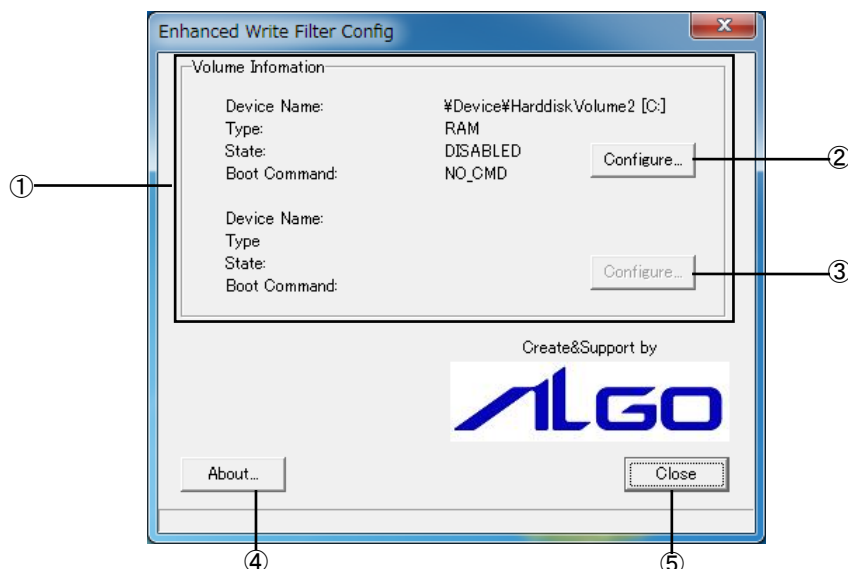 Enhanced Write Filter Config
Volume Infomation
Device Name: ¥Device¥HarddiskVolume2 [C:]
Type: RAM
State: DISABLED
Configure... ②
Boot Command: NO_CMD
①
Device Name:
Type
State:
Configure... ③
Boot Command:
Create&Support by
ALGO
About... Close
④ ⑤